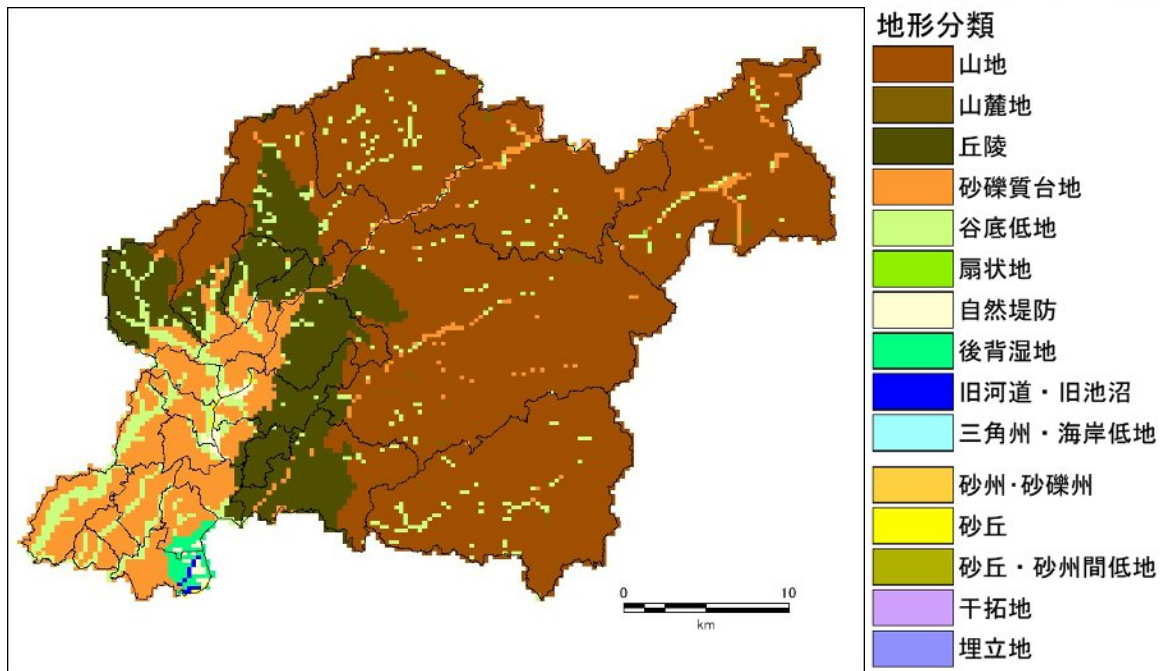 地形分類
山地
山麓地
丘陵
砂礫質台地
谷底低地
扇状地
自然堤防
後背湿地
旧河道・旧池沼
三角州・海岸低地
砂州・砂礫州
砂丘
砂丘・砂州間低地
干拓地
埋立地
0 10
km